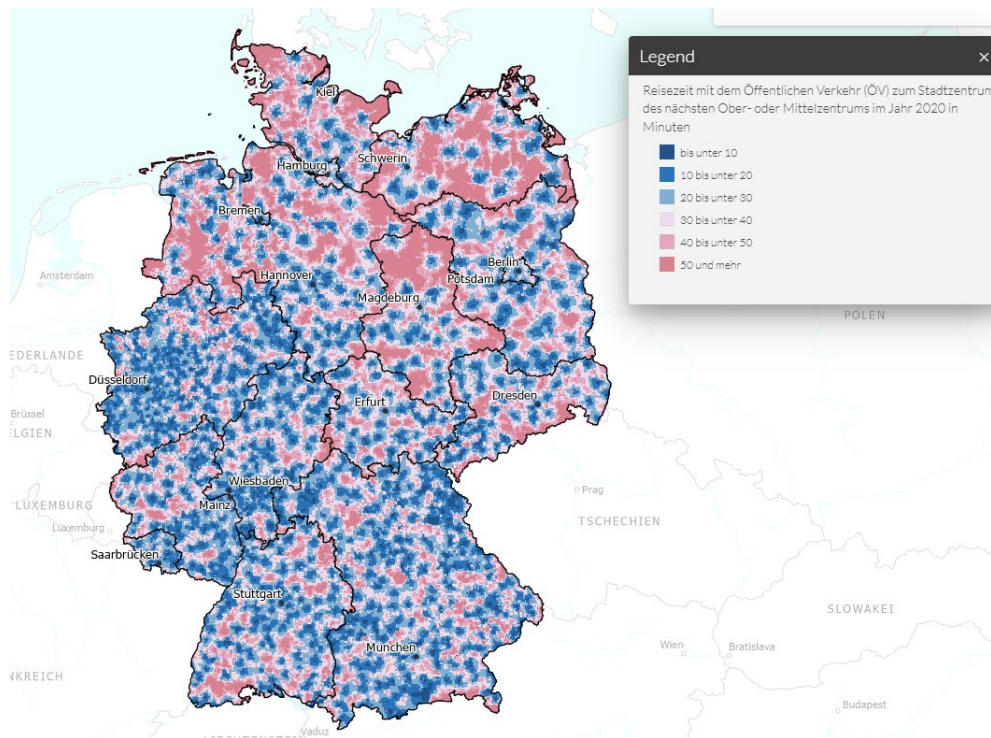 Legend ×
Reisezeit mit dem Öffentlichen Verkehr (ÖV) zum Stadtzentrum
des nächsten Ober- oder Mittelzentrums im Jahr 2020 in
Minuten
bis unter 10
10 bis unter 20
20 bis unter 30
30 bis unter 40
40 bis unter 50
50 und mehr
Kiel
Schwerin
Hamburg
Bremen
Berlin
Amsterdam
Hannover
Potsdam
Magdeburg
POLEN
EDERLANDE
Düsseldorf
Dresden
Erfurt
Brüssel
ELGIEN
Wiesbaden
Prag
LUXEMBURG
Mainz
TSCHECHIEN
Luxemburg
Saarbrücken
Stuttgart
SLOWAKEI
München
Wien
Bratislava
NKREICH
Budapest
Vaduz